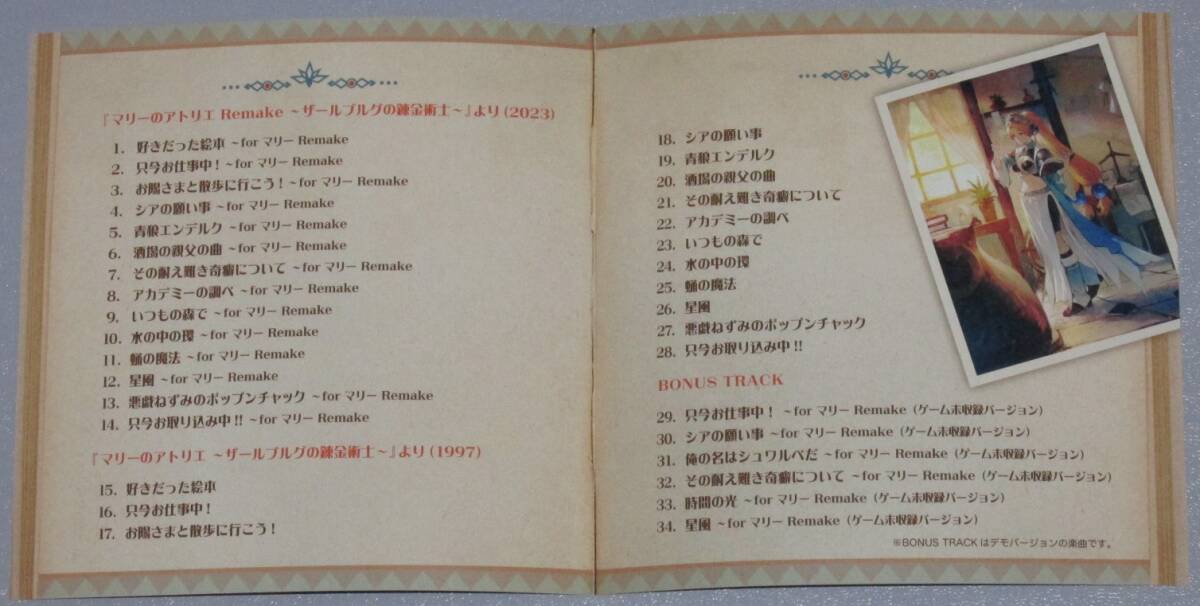 『マリーのアトリエ Remake ～ザールブルグの錬金術士～』より (2023)
1. 好きだった絵本 ~for マリー Remake
2. 只今お仕事中！~for マリー Remake
3. お陽さまと散歩に行こう！~for マリー Remake
4. シアの願い事 ~for マリー Remake
5. 青狼エンデルク ~for マリー Remake
6. 酒場の親父の曲 ~for マリー Remake
7. その耐え難き奇癖について ~for マリー Remake
8. アカデミーの調べ ~for マリー Remake
9. いつもの森で ~for マリー Remake
10. 水の中の環 ~for マリー Remake
11. 蛹の魔法 ~for マリー Remake
12. 星風 ~for マリー Remake
13. 悪戯ねずみのポップンチャック ~for マリー Remake
14. 只今お取り込み中!! ~for マリー Remake
『マリーのアトリエ ～ザールブルグの錬金術士～』より (1997)
15. 好きだった絵本
16. 只今お仕事中！
17. お陽さまと散歩に行こう！
18. シアの願い事
19. 青狼エンデルク
20. 酒場の親父の曲
21. その耐え難き奇癖について
22. アカデミーの調べ
23. いつもの森で
24. 水の中の環
25. 蛹の魔法
26. 星風
27. 悪戯ねずみのポップンチャック
28. 只今お取り込み中!!
BONUS TRACK
29. 只今お仕事中！ ~for マリー Remake (ゲーム未収録バージョン)
30. シアの願い事 ~for マリー Remake (ゲーム未収録バージョン)
31. 俺の名はシュワルベだ ~for マリー Remake (ゲーム未収録バージョン)
32. その耐え難き奇癖について ~for マリー Remake (ゲーム未収録バージョン)
33. 時間の光 ~for マリー Remake (ゲーム未収録バージョン)
34. 星風 ~for マリー Remake (ゲーム未収録バージョン)
※BONUS TRACKはデモバージョンの楽曲です。